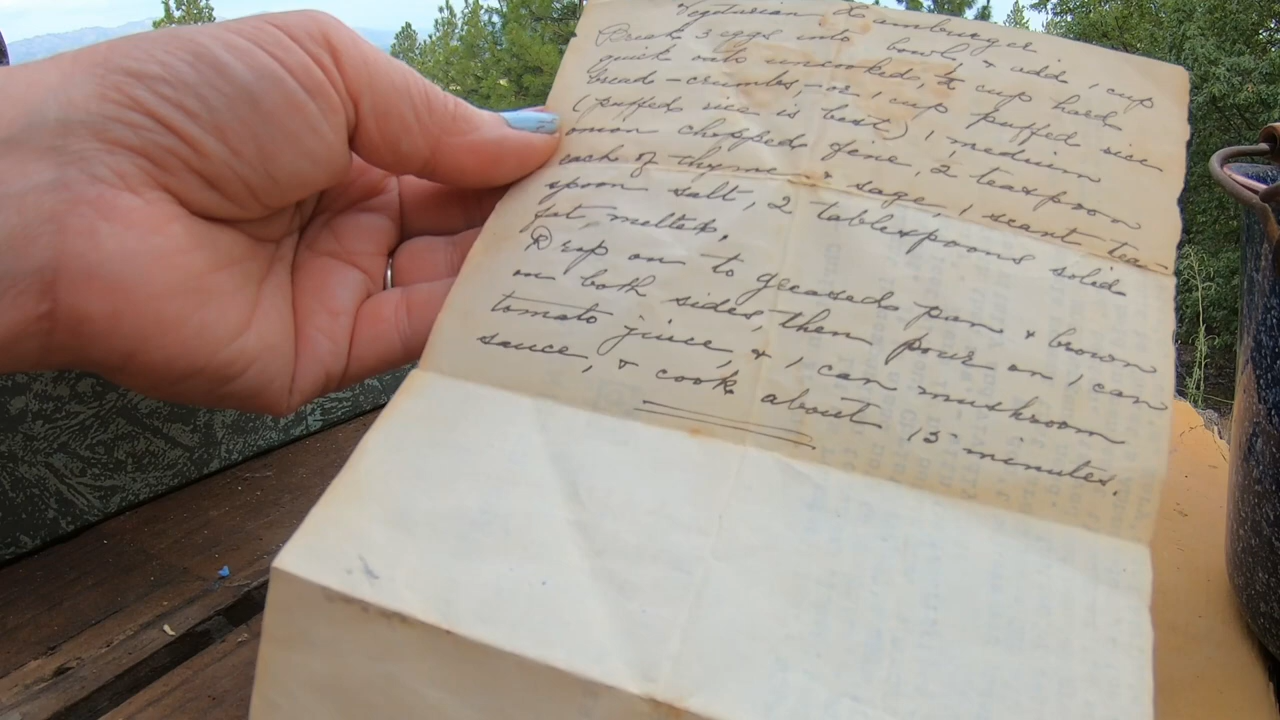 Vegetarian Hamburger
Break 3 eggs into bowl, & add, 1 cup
quick oats uncooked, & cup hard
bread-crumbs, - or 1 cup puffed rice
(puffed rice is best) 1 medium
onion chopped fine, 2 teaspoon
each of thyme & sage, 1 scant tea-
spoon salt, 2 tablespoons solid
fat, melted,
Drop on to greased pan & brown
on both sides, then pour on 1 can
tomato juice, & 1 can mushroom
sauce, & cook about 15 minutes.